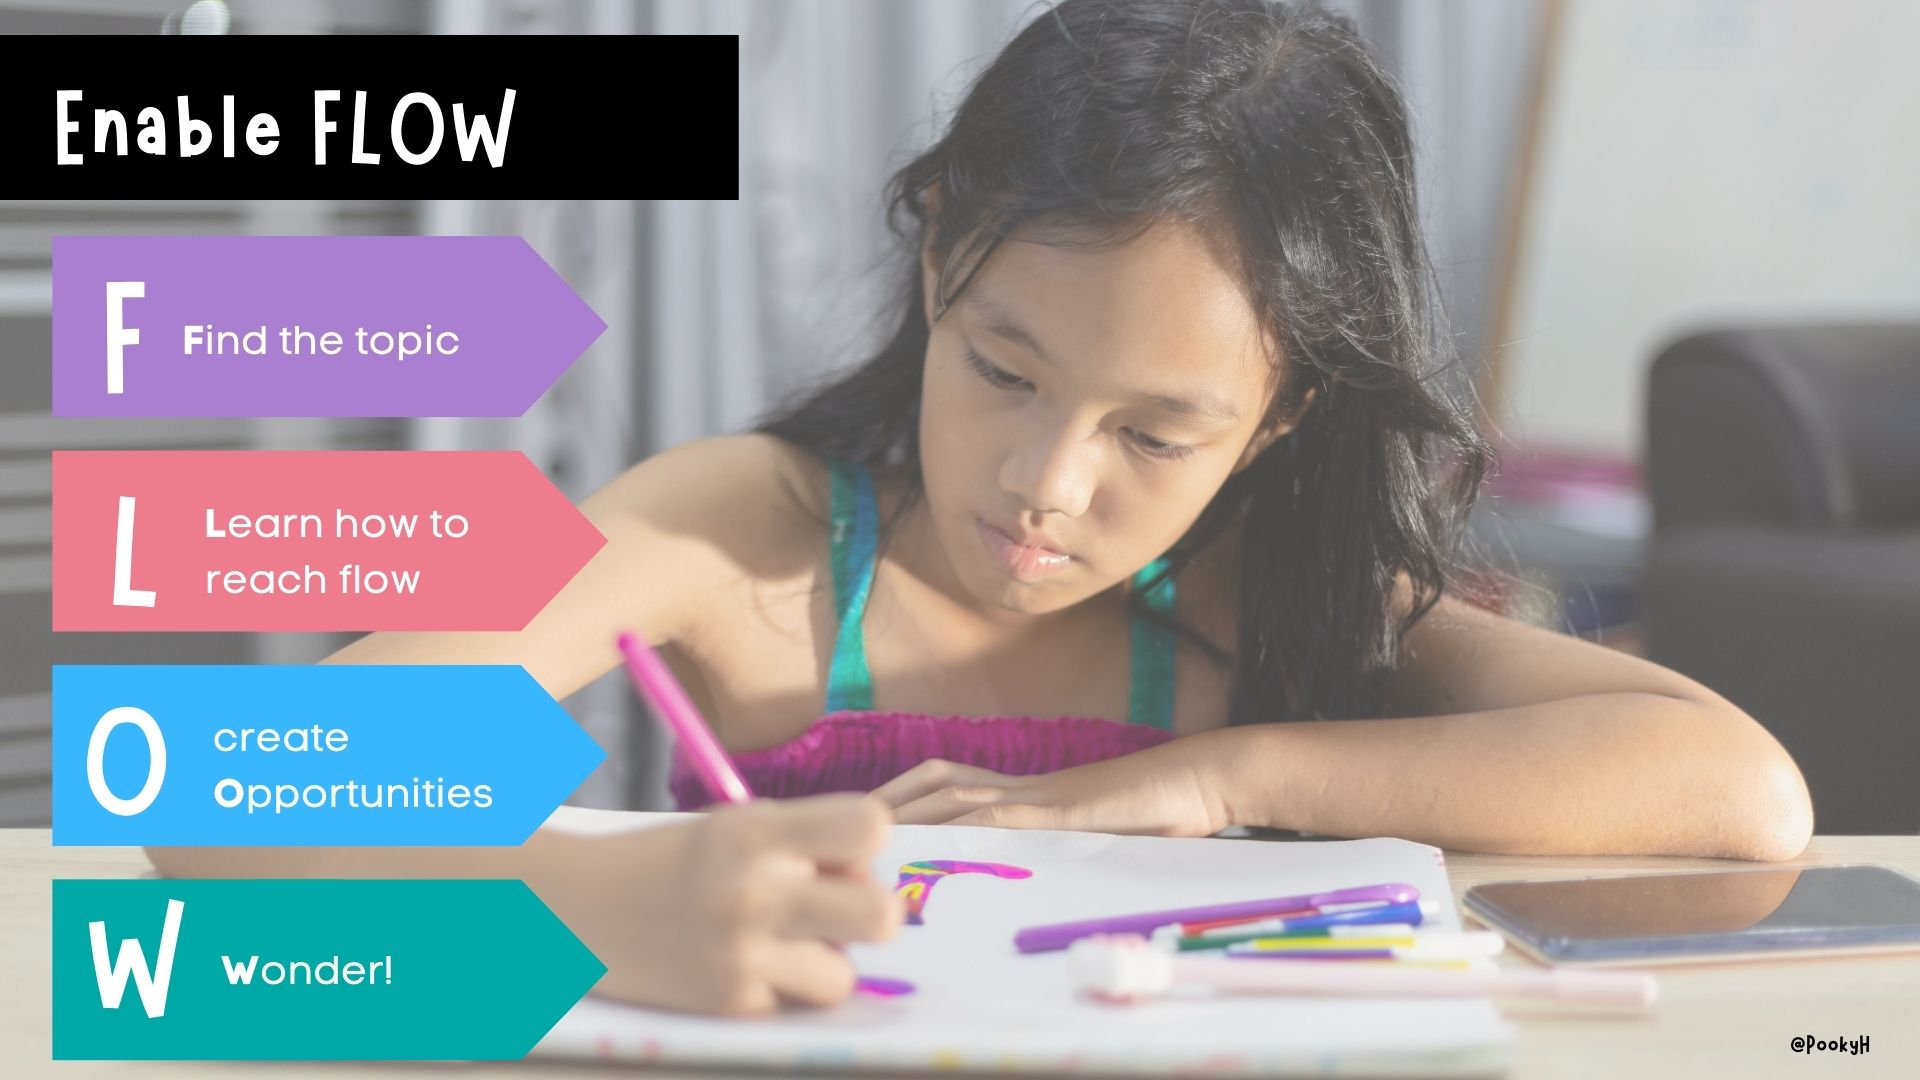 Enable FLOW
F
Find the topic
L
Learn how to
reach flow
O
create
Opportunities
W
Wonder!
@PookyH